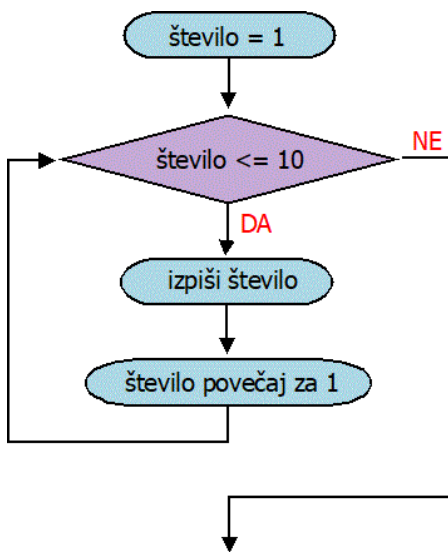 število = 1
število <= 10
NE
DA
izpiši število
število povečaj za 1